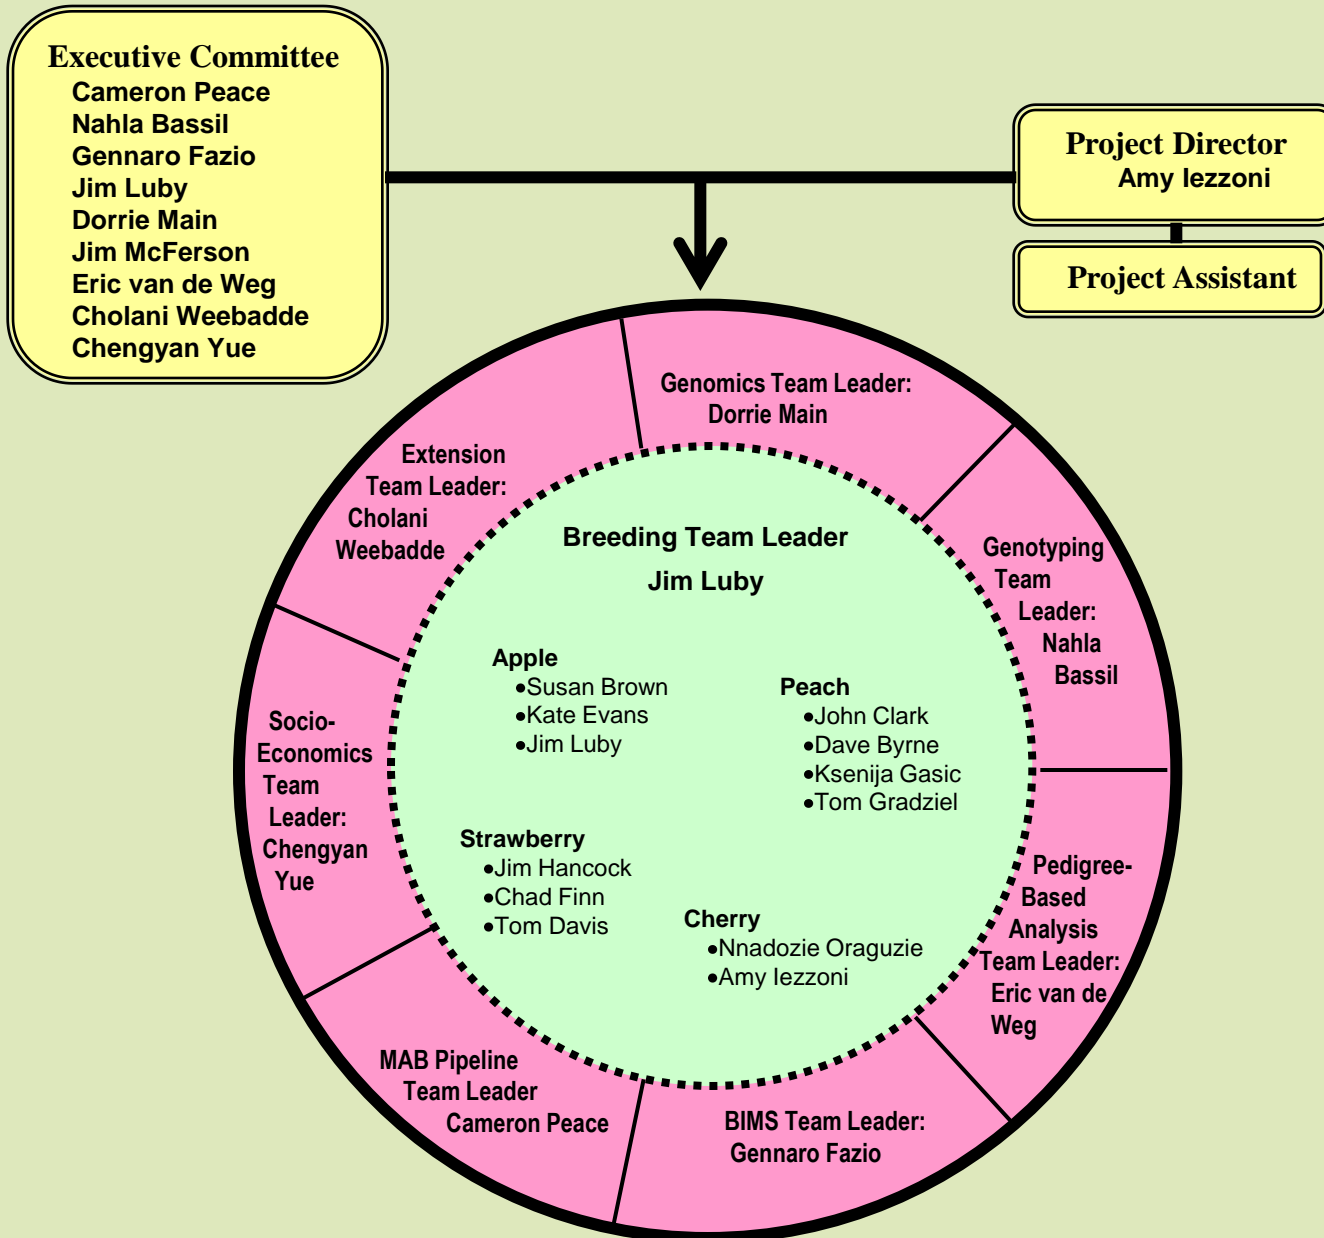 Executive Committee
Cameron Peace
Nahla Bassil
Gennaro Fazio
Jim Luby
Dorrie Main
Jim McFerson
Eric van de Weg
Cholani Weebadde
Chengyan Yue
Project Director
Amy Iezzoni
Project Assistant
Genomics Team Leader:
Dorrie Main
Extension
Team Leader:
Cholani
Weebadde
Genotyping
Team
Leader:
Nahla
Bassil
Breeding Team Leader
Jim Luby
Apple
•Susan Brown
•Kate Evans
•Jim Luby
Peach
•John Clark
•Dave Byrne
•Ksenija Gasic
•Tom Gradziel
Socio-
Economics
Team
Leader:
Chengyan
Yue
Strawberry
•Jim Hancock
•Chad Finn
•Tom Davis
Cherry
•Nnadozie Oraguzie
•Amy Iezzoni
Pedigree-
Based
Analysis
Team Leader:
Eric van de
Weg
MAB Pipeline
Team Leader
Cameron Peace
BIMS Team Leader:
Gennaro Fazio